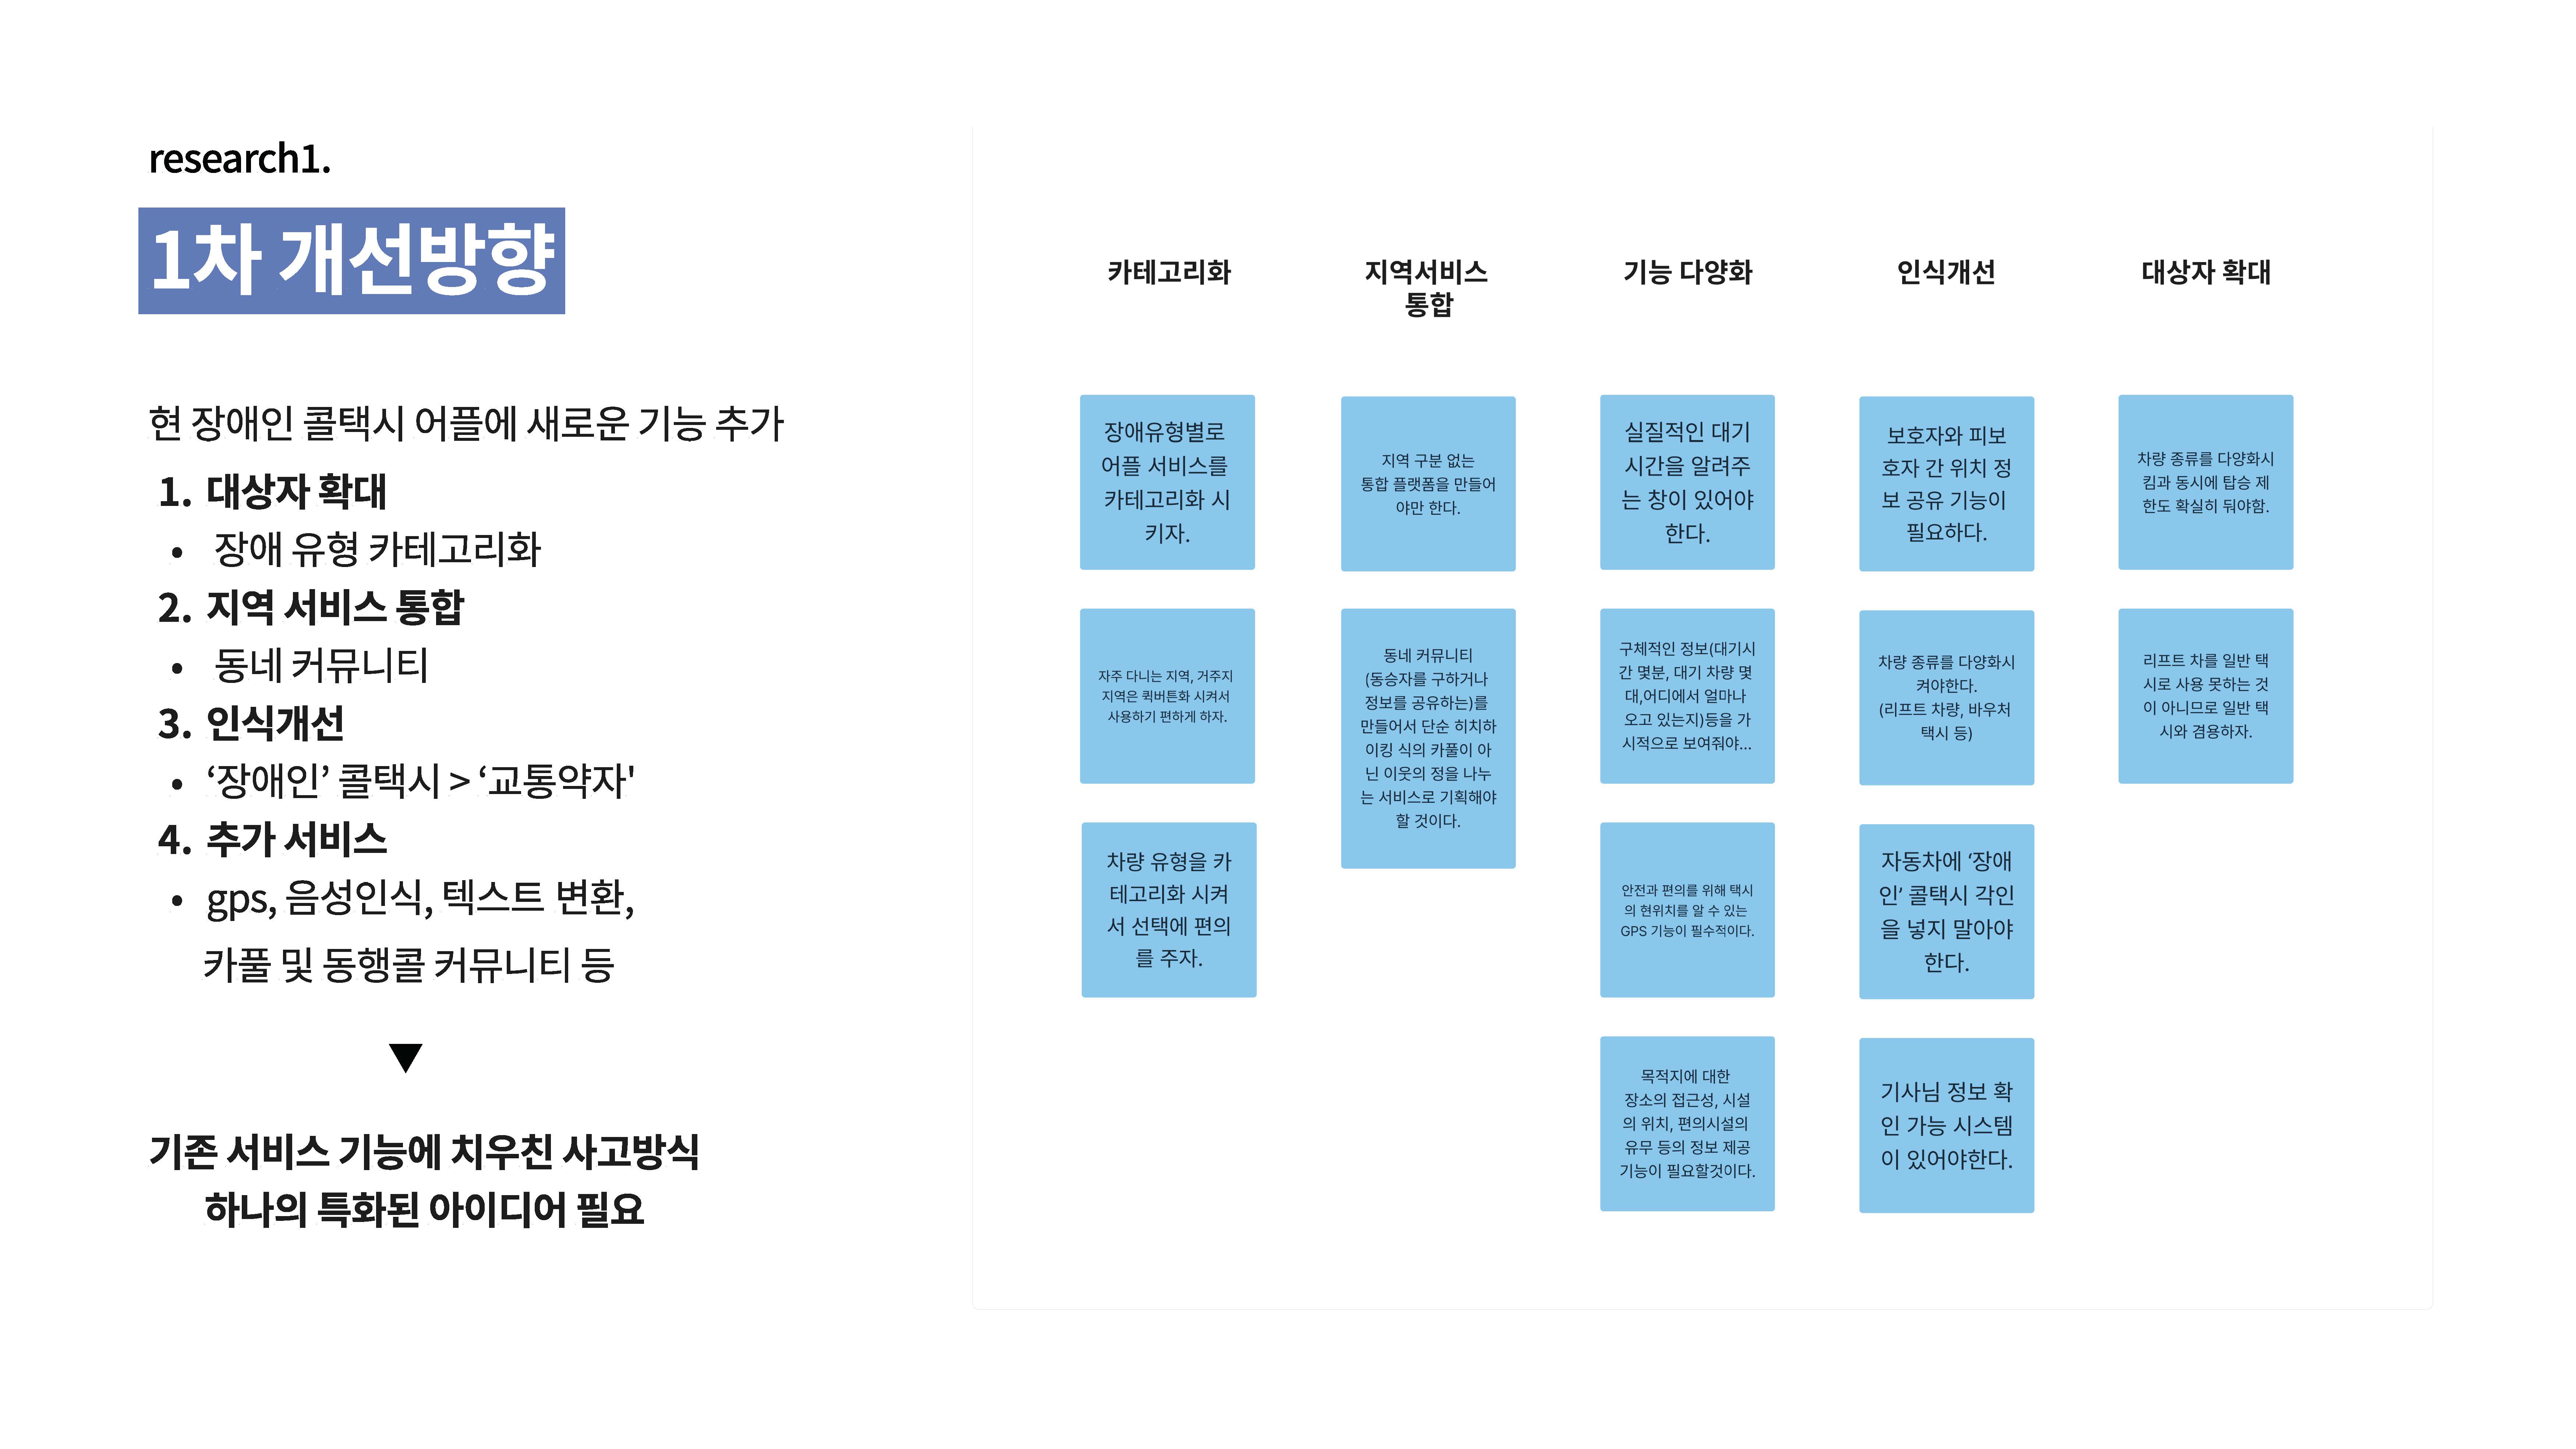 research1.
1차 개선방향
현 장애인 콜택시 어플에 새로운 기능 추가
1. 대상자 확대
• 장애 유형 카테고리화
2. 지역 서비스 통합
• 동네 커뮤니티
3. 인식개선
• ‘장애인’ 콜택시 > ‘교통약자'
4. 추가 서비스
• gps, 음성인식, 텍스트 변환,
카풀 및 동행콜 커뮤니티 등
▼
기존 서비스 기능에 치우친 사고방식
하나의 특화된 아이디어 필요
카테고리화
장애유형별로
어플 서비스를
카테고리화 시
키자.
자주 다니는 지역, 거주지
지역은 퀵버튼화 시켜서
사용하기 편하게 하자.
차량 유형을 카
테고리화 시켜
서 선택에 편의
를 주자.
지역서비스
통합
지역 구분 없는
통합 플랫폼을 만들어
야만 한다.
동네 커뮤니티
(동승자를 구하거나
정보를 공유하는)를
만들어서 단순 히치하
이킹 식의 카풀이 아
닌 이웃의 정을 나누
는 서비스로 기획해야
할 것이다.
기능 다양화
실질적인 대기
시간을 알려주
는 창이 있어야
한다.
구체적인 정보(대기시
간 몇분, 대기 차량 몇
대,어디에서 얼마나
오고 있는지)등을 가
시적으로 보여줘야...
안전과 편의를 위해 택시
의 현위치를 알 수 있는
GPS 기능이 필수적이다.
목적지에 대한
장소의 접근성, 시설
의 위치, 편의시설의
유무 등의 정보 제공
기능이 필요할것이다.
인식개선
보호자와 피보
호자 간 위치 정
보 공유 기능이
필요하다.
차량 종류를 다양화시
켜야한다.
(리프트 차량, 바우처
택시 등)
자동차에 ‘장애
인’ 콜택시 각인
을 넣지 말아야
한다.
기사님 정보 확
인 가능 시스템
이 있어야한다.
대상자 확대
차량 종류를 다양화시
킴과 동시에 탑승 제
한도 확실히 둬야함.
리프트 차를 일반 택
시로 사용 못하는 것
이 아니므로 일반 택
시와 겸용하자.